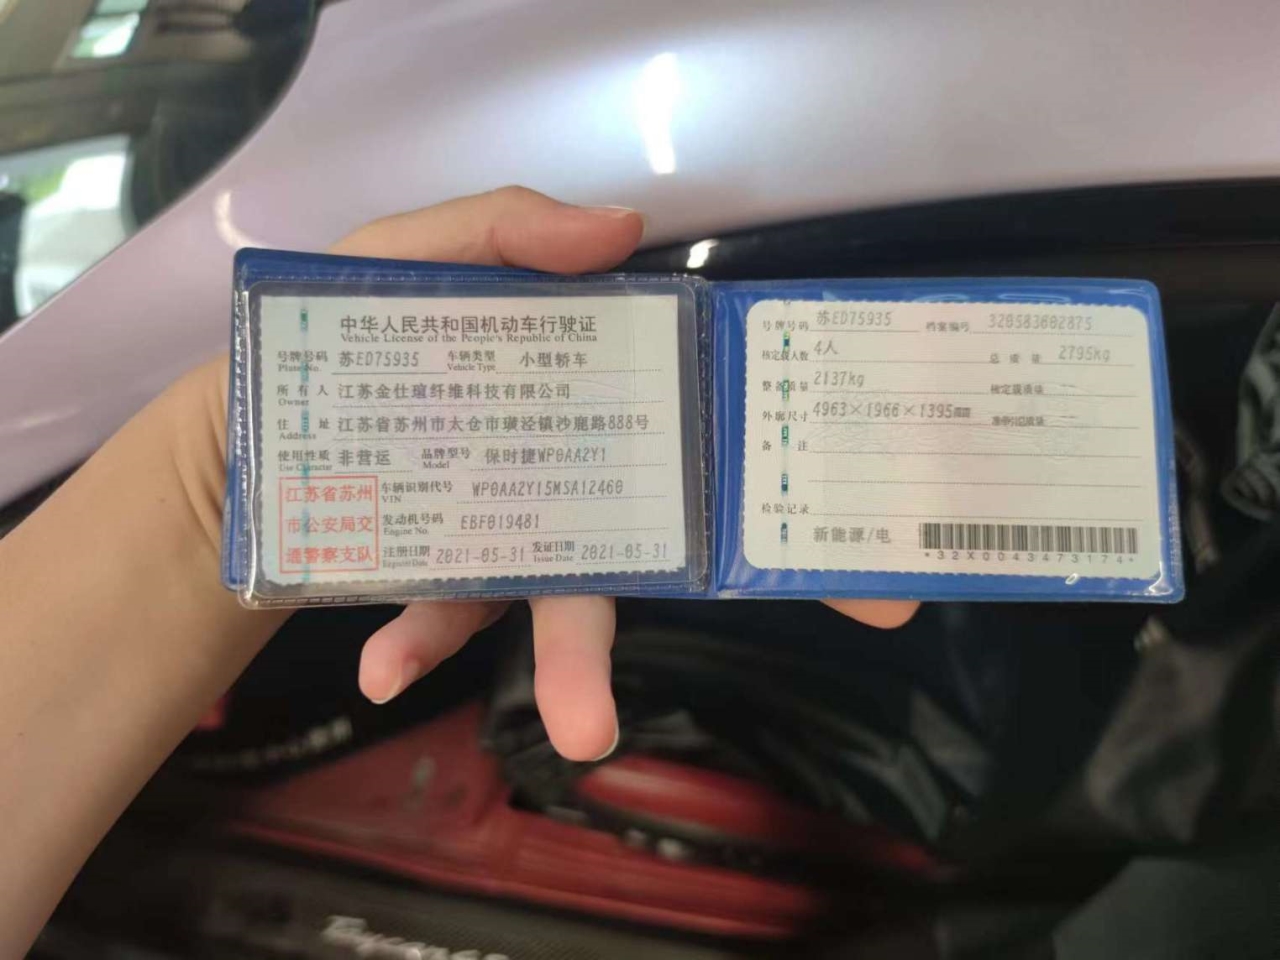 中华人民共和国机动车行驶证
Vehicle License of the People's Republic of China
号牌号码 苏ED75935 车辆类型 小型轿车
Plate No. Vehicle Type
所有人 江苏金仕瑄纤维科技有限公司
Owner
住址 江苏省苏州市太仓市璜泾镇沙鹿路888号
Address
使用性质 非营运 品牌型号 保时捷WP0AA2Y1
Use Character Model
江苏省苏州
市公安局交
通警察支队
车辆识别代号 WP0AA2Y15MSA12460
VIN
发动机号码 EBF019481
Engine No.
注册日期 2021-05-31 发证日期 2021-05-31
Register Date Issue Date
号牌号码 苏ED75935 档案编号 320583602875
核定载人数 4人 总质量 2795kg
整备质量 2137kg 核定载质量
外廓尺寸 4963×1966×1395 准牵引总质量
备注
检验记录
新能源/电
*32X0043473174*